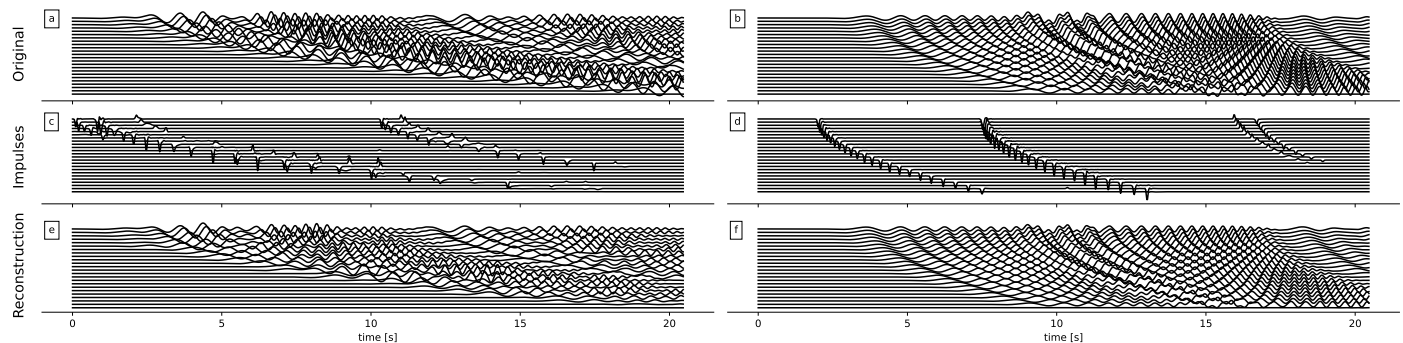 Original
a
b
Impulses
c
d
Reconstruction
e
f
0 5 10 15 20
0 5 10 15 20
time [s]
time [s]